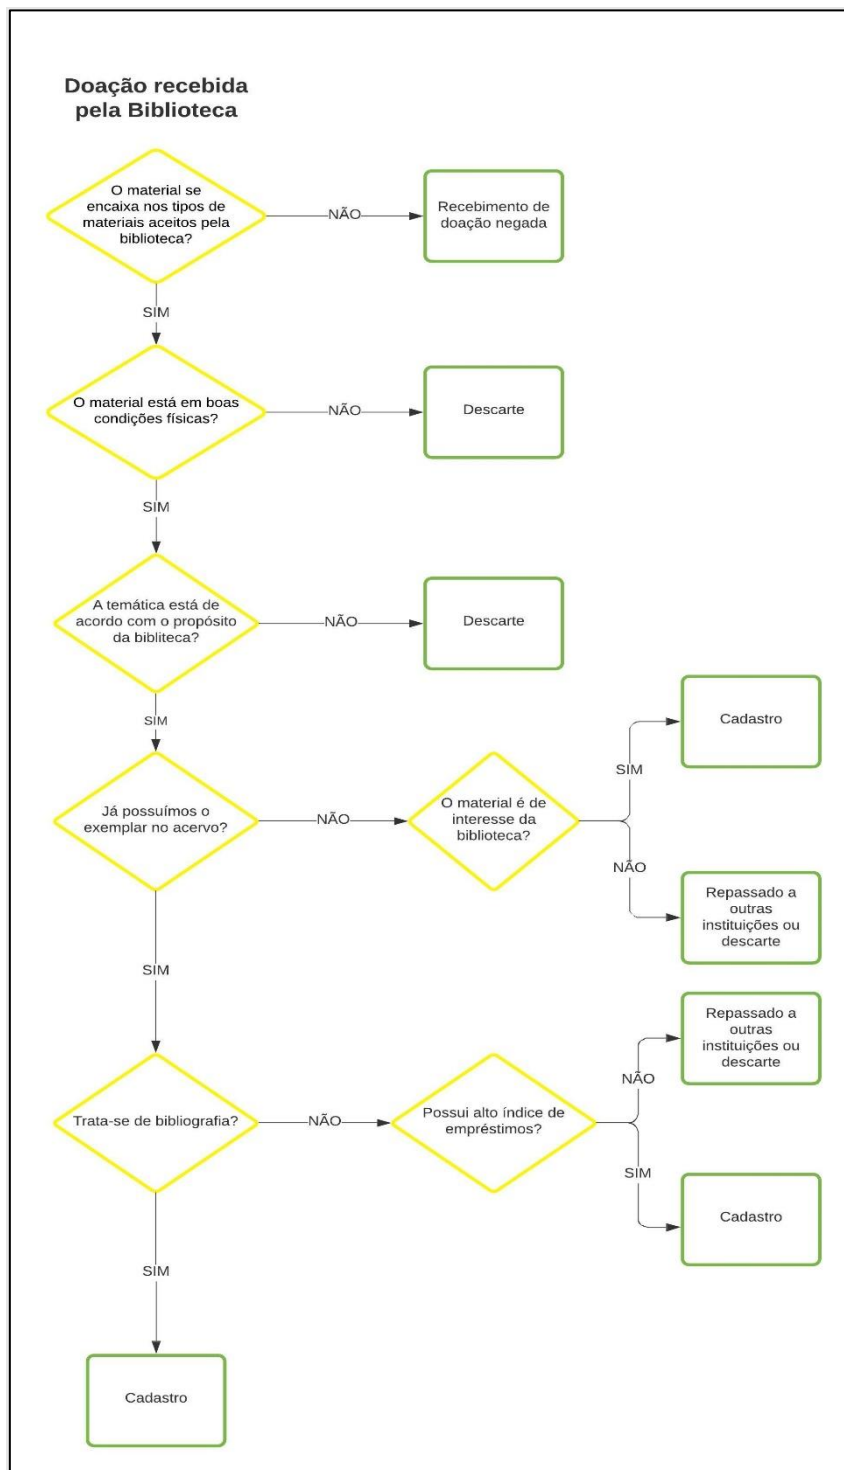 Doação recebida
pela Biblioteca
O material se
encaixa nos tipos de
materiais aceitos pela
biblioteca?
NÃO
Recebimento de
doação negada
SIM
O material está em boas
condições físicas?
NÃO
Descarte
SIM
A temática está de
acordo com o propósito
da bibliteca?
NÃO
Descarte
SIM
Já possuímos o
exemplar no acervo?
NÃO
O material é de
interesse da
biblioteca?
SIM
Cadastro
NÃO
Repassado a
outras
instituições ou
descarte
SIM
Trata-se de bibliografia?
NÃO
Possui alto índice de
empréstimos?
NÃO
Repassado a
outras
instituições ou
descarte
SIM
Cadastro
SIM
Cadastro